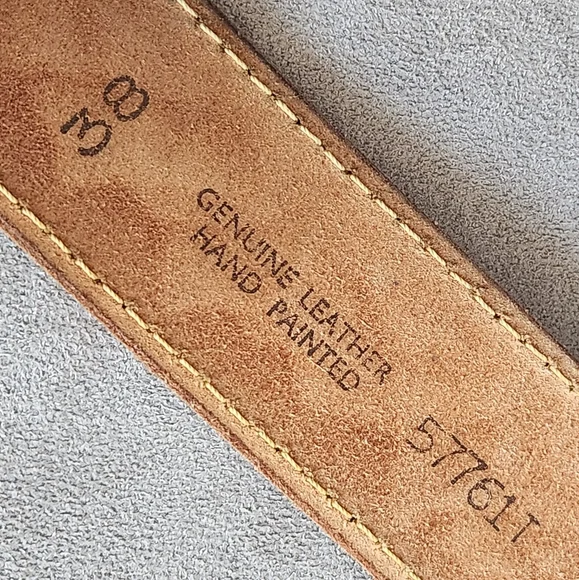 38
GENUINE LEATHER
HAND PAINTED
57761T